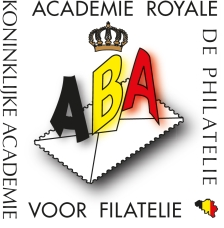 ACADEMIE ROYALE
DE PHILATELIE
KONINKLIJKE ACADEMIE
VOOR FILATELIE
ABA